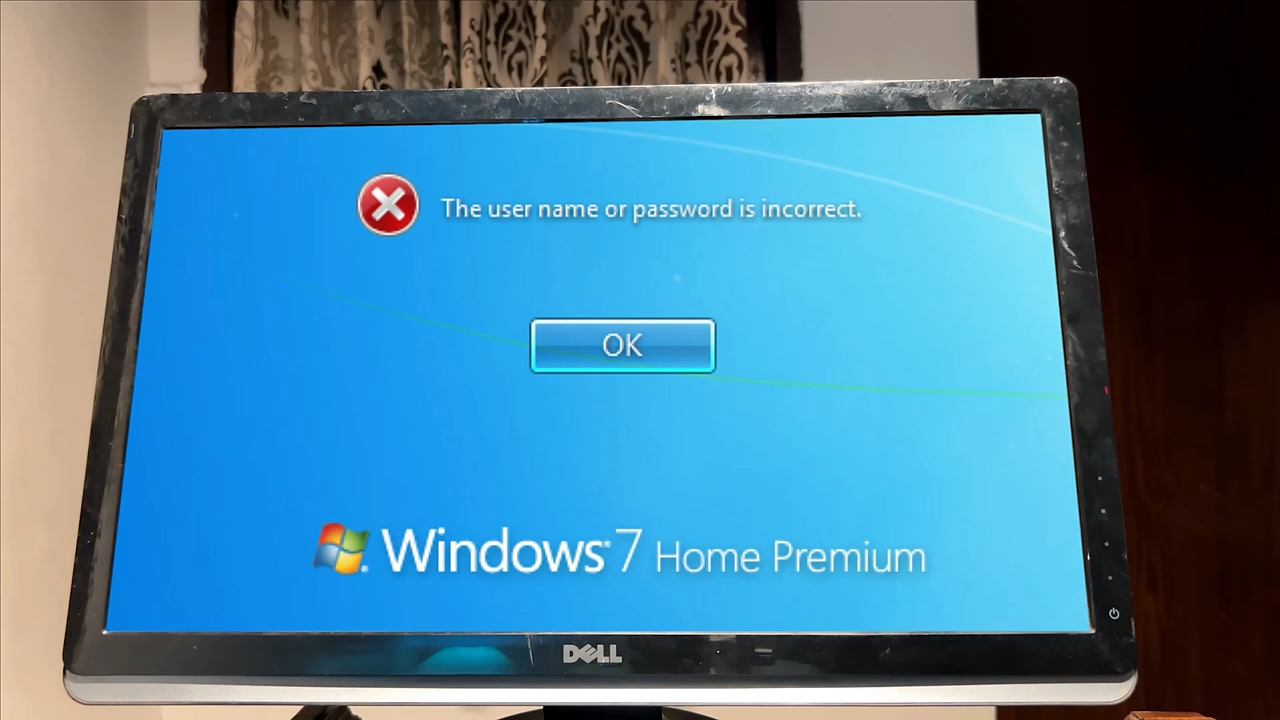 The user name or password is incorrect.
OK
Windows® 7 Home Premium
DELL